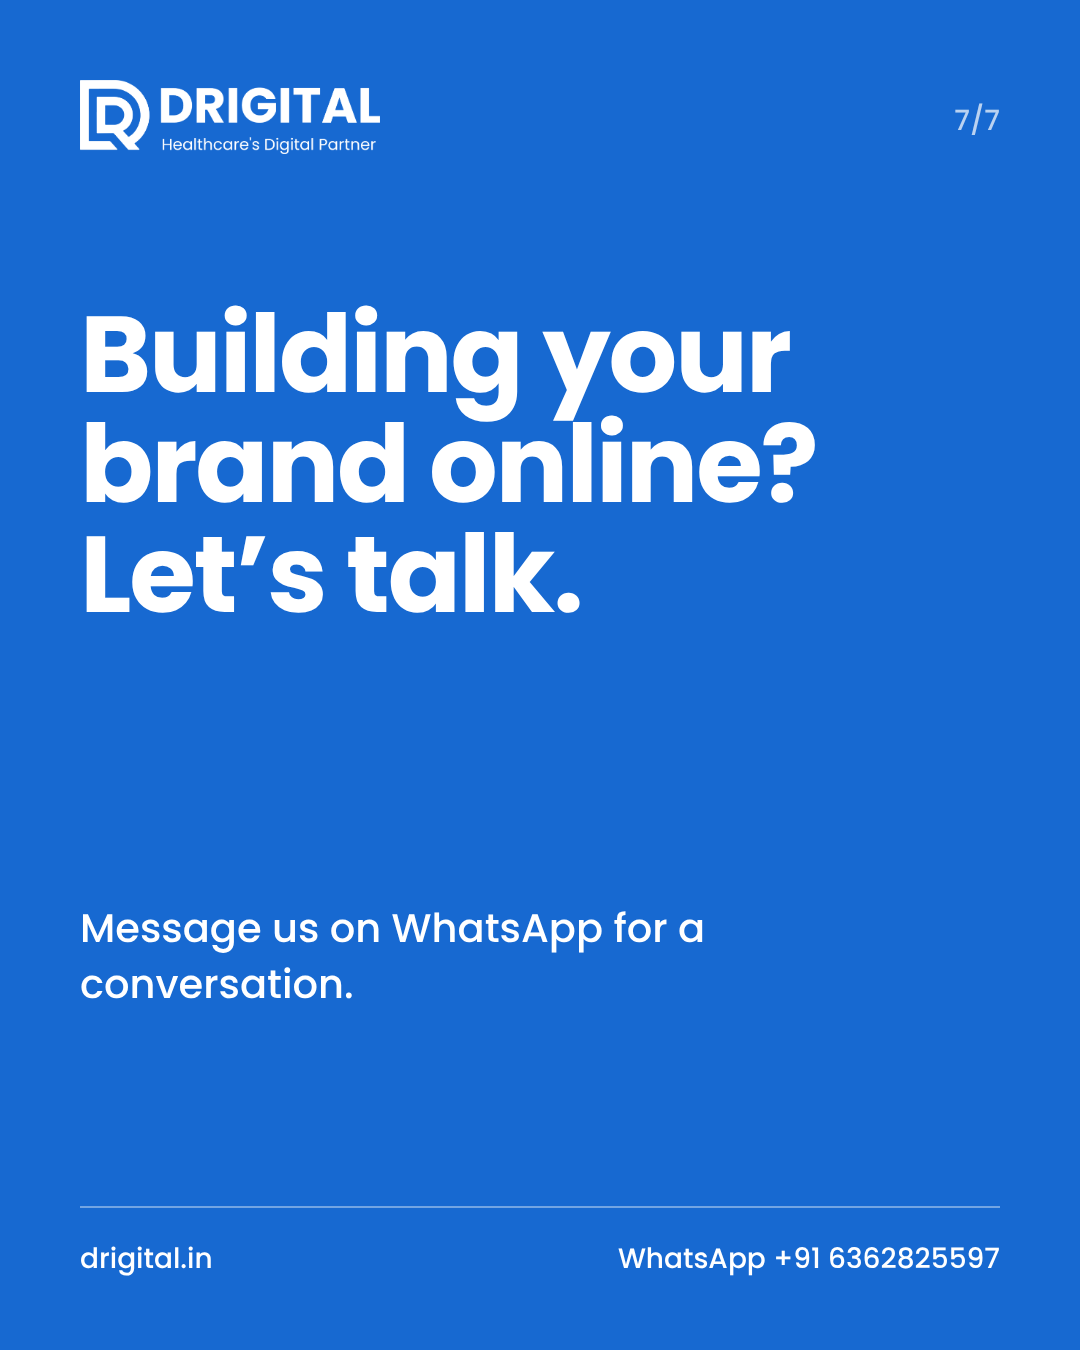 DRIGITAL
Healthcare's Digital Partner
7/7
Building your
brand online?
Let’s talk.
Message us on WhatsApp for a
conversation.
drigital.in
WhatsApp +91 6362825597